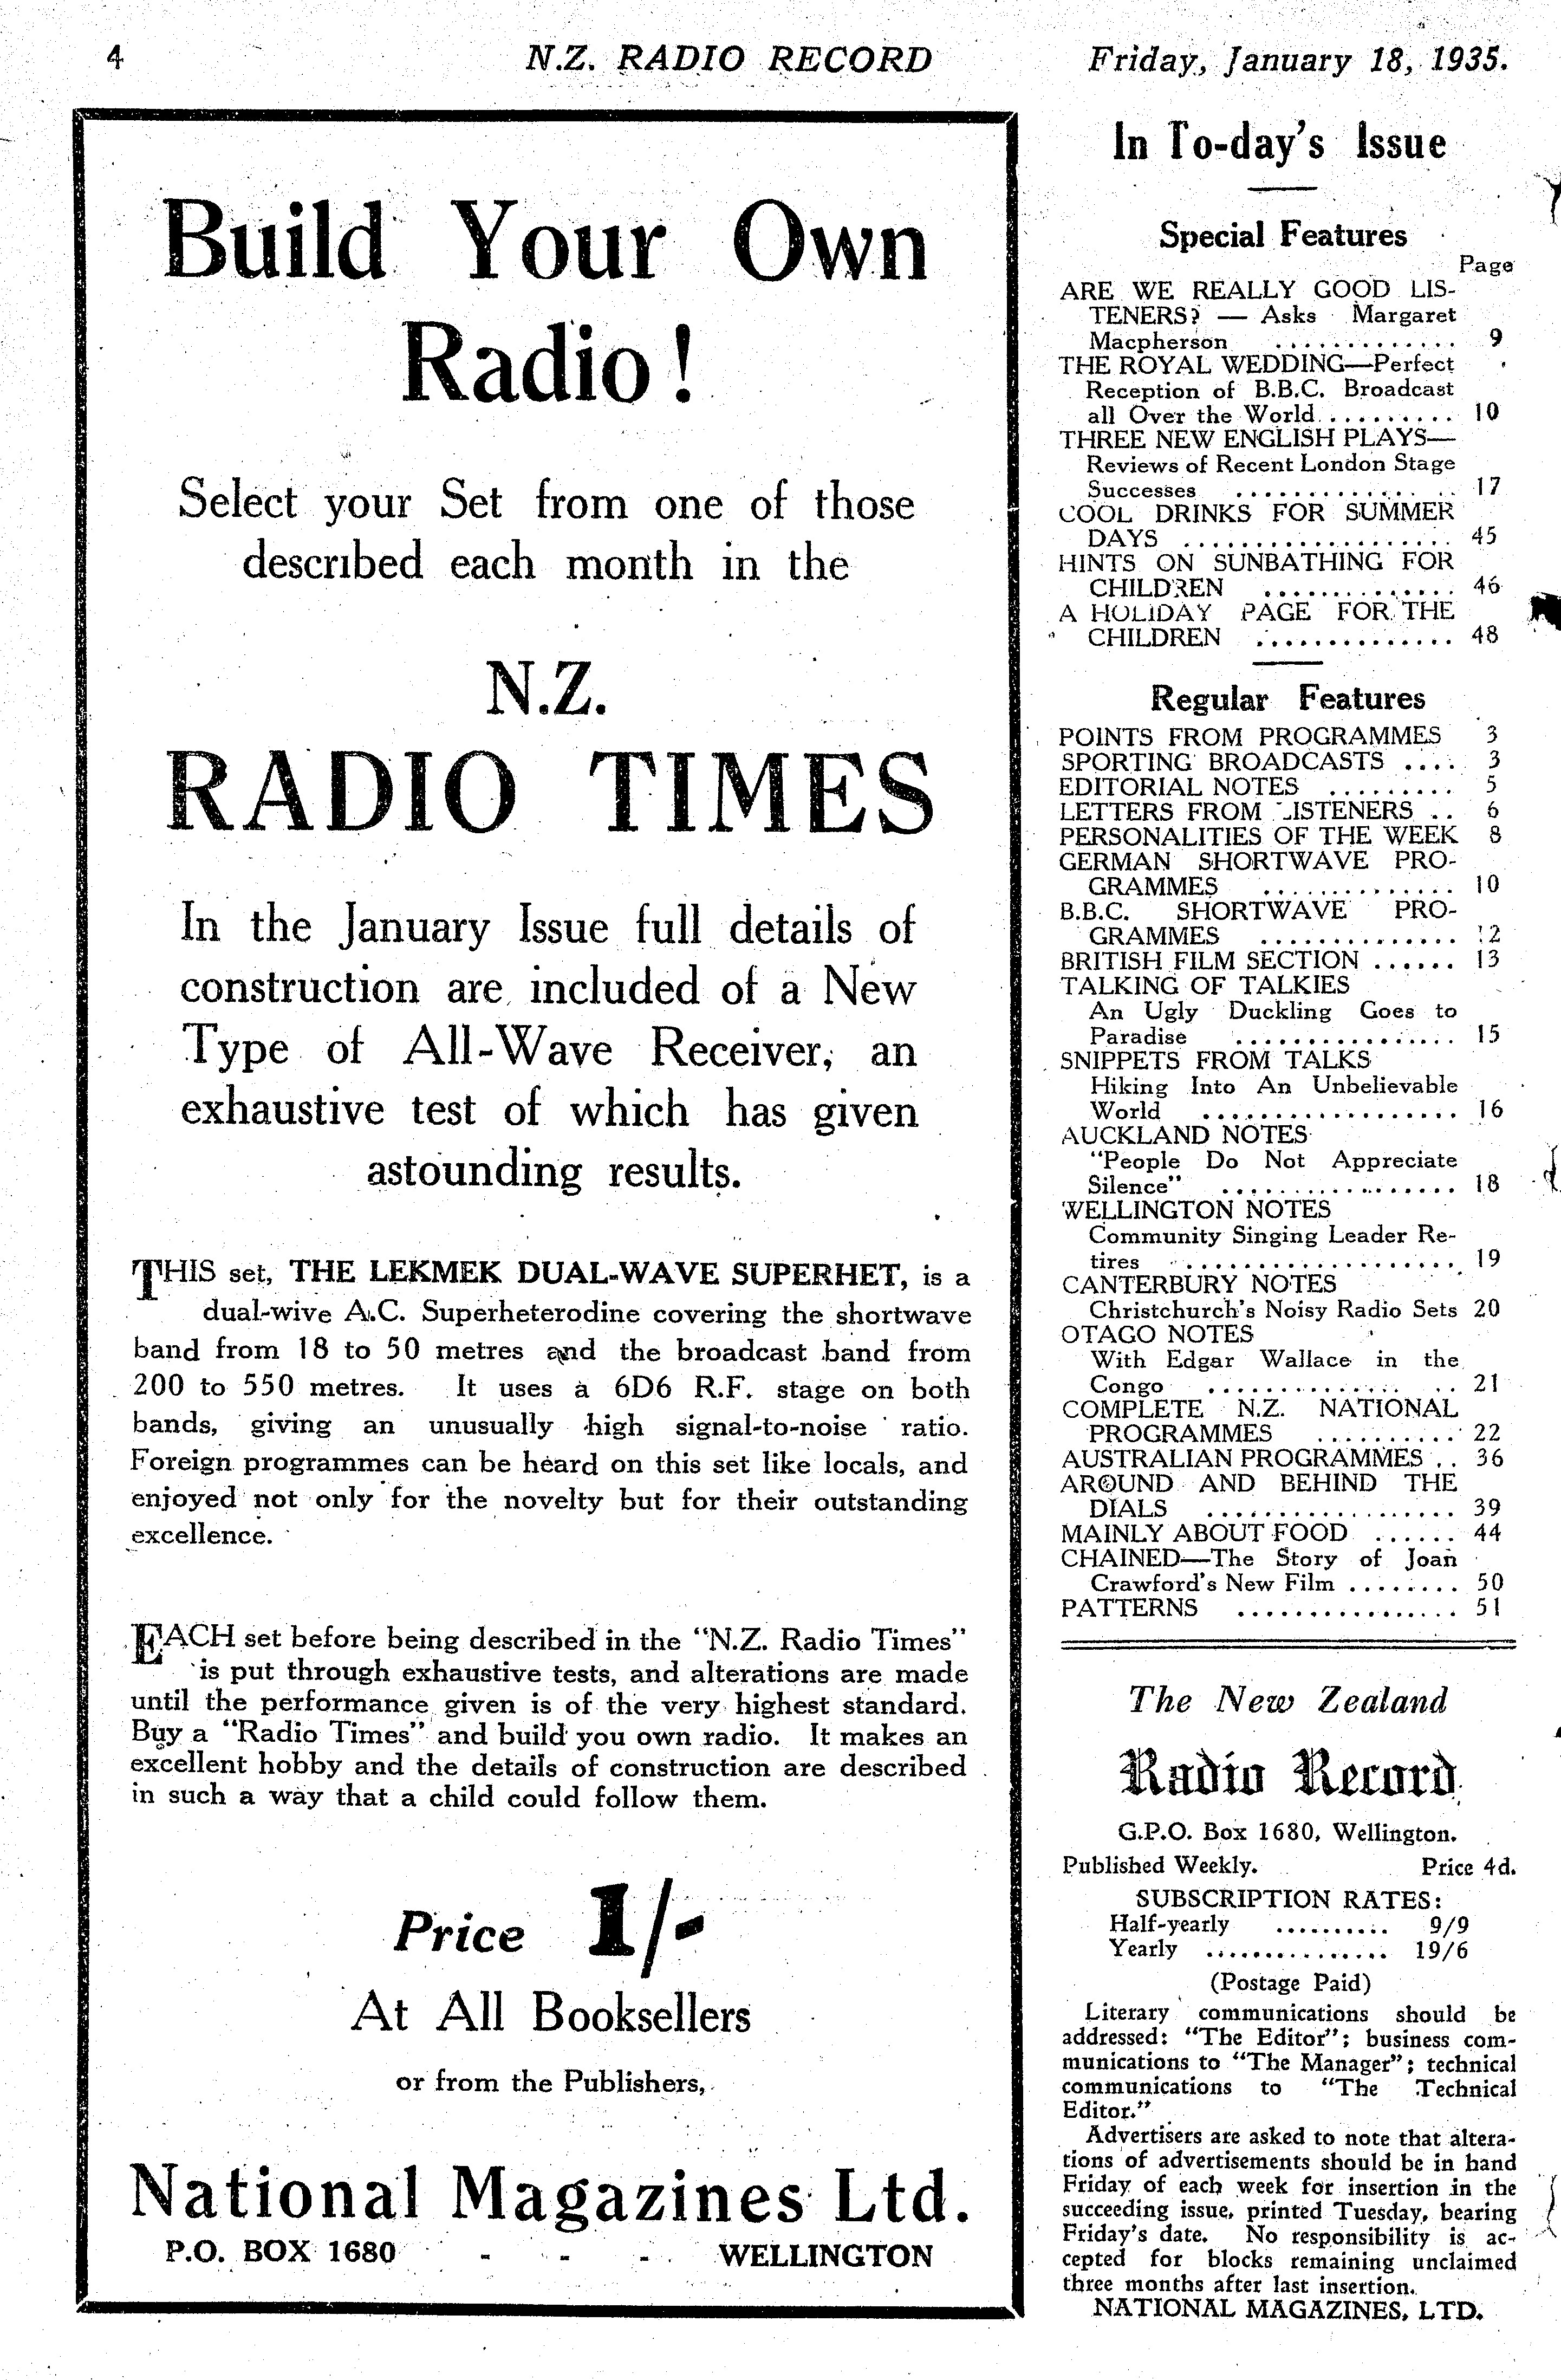 4
N.Z. RADIO RECORD
Friday, January 18, 1935.
Build Your Own
Radio!
Select your Set from one of those
described each month in the
N.Z.
RADIO TIMES
In the January Issue full details of
construction are included of a New
Type of All-Wave Receiver, an
exhaustive test of which has given
astounding results.
THIS set, THE LEKMEK DUAL-WAVE SUPERHET, is a
dual-wive A.C. Superheterodine covering the shortwave
band from 18 to 50 metres and the broadcast band from
200 to 550 metres. It uses a 6D6 R.F. stage on both
bands, giving an unusually high signal-to-noise ratio.
Foreign programmes can be heard on this set like locals, and
enjoyed not only for the novelty but for their outstanding
excellence.
EACH set before being described in the "N.Z. Radio Times"
is put through exhaustive tests, and alterations are made
until the performance given is of the very highest standard.
Buy a "Radio Times" and build you own radio. It makes an
excellent hobby and the details of construction are described
in such a way that a child could follow them.
Price 1/-
At All Booksellers
or from the Publishers,
National Magazines Ltd.
P.O. BOX 1680 - - - WELLINGTON
In To-day's Issue
Special Features
Page
ARE WE REALLY GOOD LIS-
TENERS? — Asks Margaret
Macpherson ............. 9
THE ROYAL WEDDING—Perfect
Reception of B.B.C. Broadcast
all Over the World.......... 10
THREE NEW ENGLISH PLAYS—
Reviews of Recent London Stage
Successes ............... 17
COOL DRINKS FOR SUMMER
DAYS ................... 45
HINTS ON SUNBATHING FOR
CHILDREN .............. 46
A HOLIDAY PAGE FOR THE
CHILDREN .............. 48
Regular Features
POINTS FROM PROGRAMMES 3
SPORTING BROADCASTS .... 3
EDITORIAL NOTES ......... 5
LETTERS FROM LISTENERS .. 6
PERSONALITIES OF THE WEEK 8
GERMAN SHORTWAVE PRO-
GRAMMES .............. 10
B.B.C. SHORTWAVE PRO-
GRAMMES .............. 12
BRITISH FILM SECTION ...... 13
TALKING OF TALKIES
An Ugly Duckling Goes to
Paradise ................ 15
SNIPPETS FROM TALKS
Hiking Into An Unbelievable
World .................. 16
AUCKLAND NOTES
"People Do Not Appreciate
Silence" ................. 18
WELLINGTON NOTES
Community Singing Leader Re-
tires ................... 19
CANTERBURY NOTES
Christchurch's Noisy Radio Sets 20
OTAGO NOTES
With Edgar Wallace in the
Congo ................. 21
COMPLETE N.Z. NATIONAL
PROGRAMMES .......... 22
AUSTRALIAN PROGRAMMES .. 36
AROUND AND BEHIND THE
DIALS .................. 39
MAINLY ABOUT FOOD ...... 44
CHAINED—The Story of Joan
Crawford's New Film ........ 50
PATTERNS ................ 51
The New Zealand
Radio Record
G.P.O. Box 1680, Wellington.
Published Weekly. Price 4d.
SUBSCRIPTION RATES:
Half-yearly .......... 9/9
Yearly ............... 19/6
(Postage Paid)
Literary communications should be
addressed: "The Editor"; business com-
munications to "The Manager"; technical
communications to "The Technical
Editor."
Advertisers are asked to note that altera-
tions of advertisements should be in hand
Friday of each week for insertion in the
succeeding issue, printed Tuesday, bearing
Friday's date. No responsibility is ac-
cepted for blocks remaining unclaimed
three months after last insertion.
NATIONAL MAGAZINES, LTD.